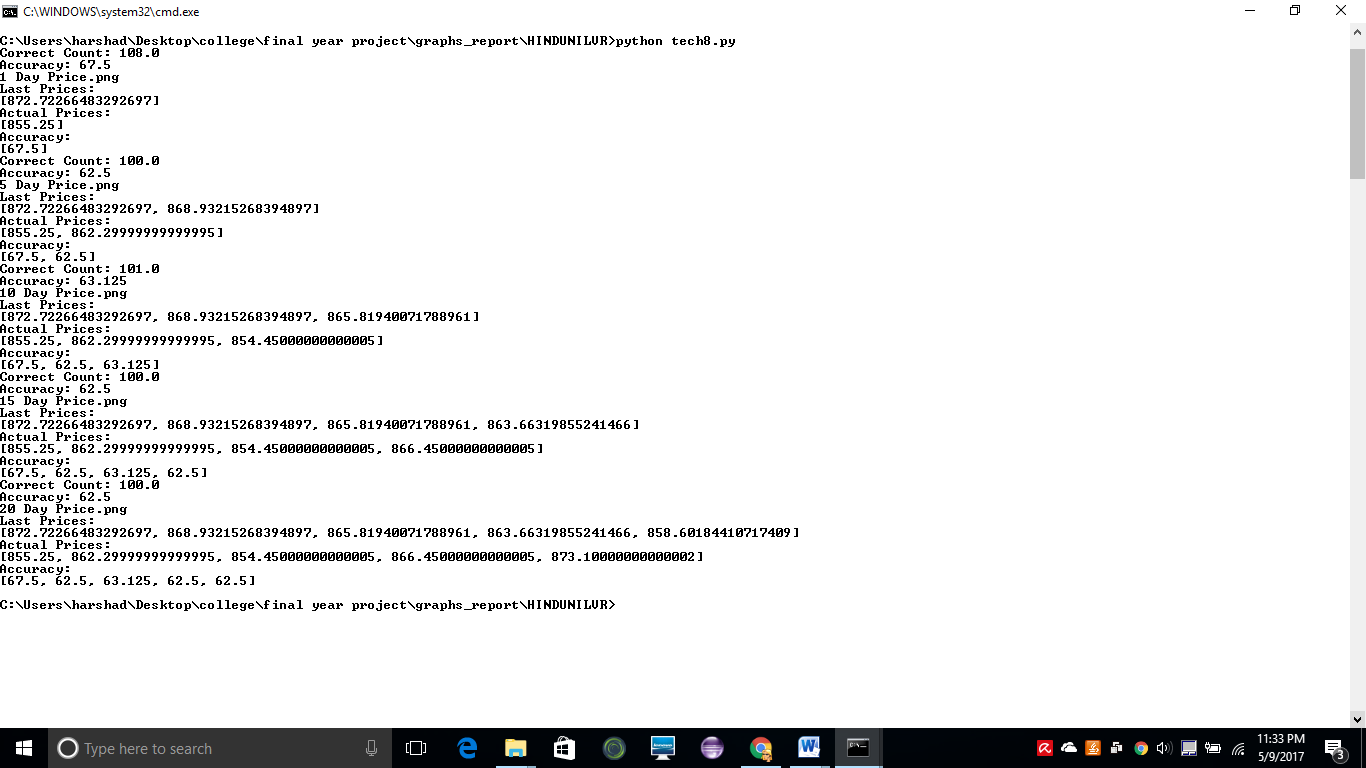 C:\WINDOWS\system32\cmd.exe
C:\Users\harshad\Desktop\college\final year project\graphs_report\HINDUNILVR>python tech8.py
Correct Count: 108.0
Accuracy: 67.5
1 Day Price.png
Last Prices:
[872.72266483292697]
Actual Prices:
[855.25]
Accuracy:
[67.5]
Correct Count: 100.0
Accuracy: 62.5
5 Day Price.png
Last Prices:
[872.72266483292697, 868.93215268394897]
Actual Prices:
[855.25, 862.29999999999995]
Accuracy:
[67.5, 62.5]
Correct Count: 101.0
Accuracy: 63.125
10 Day Price.png
Last Prices:
[872.72266483292697, 868.93215268394897, 865.81940071788961]
Actual Prices:
[855.25, 862.29999999999995, 854.45000000000005]
Accuracy:
[67.5, 62.5, 63.125]
Correct Count: 100.0
Accuracy: 62.5
15 Day Price.png
Last Prices:
[872.72266483292697, 868.93215268394897, 865.81940071788961, 863.66319855241466]
Actual Prices:
[855.25, 862.29999999999995, 854.45000000000005, 866.45000000000005]
Accuracy:
[67.5, 62.5, 63.125, 62.5]
Correct Count: 100.0
Accuracy: 62.5
20 Day Price.png
Last Prices:
[872.72266483292697, 868.93215268394897, 865.81940071788961, 863.66319855241466, 858.60184410717409]
Actual Prices:
[855.25, 862.29999999999995, 854.45000000000005, 866.45000000000005, 873.10000000000002]
Accuracy:
[67.5, 62.5, 63.125, 62.5, 62.5]
C:\Users\harshad\Desktop\college\final year project\graphs_report\HINDUNILVR>
Type here to search
11:33 PM
5/9/2017
3